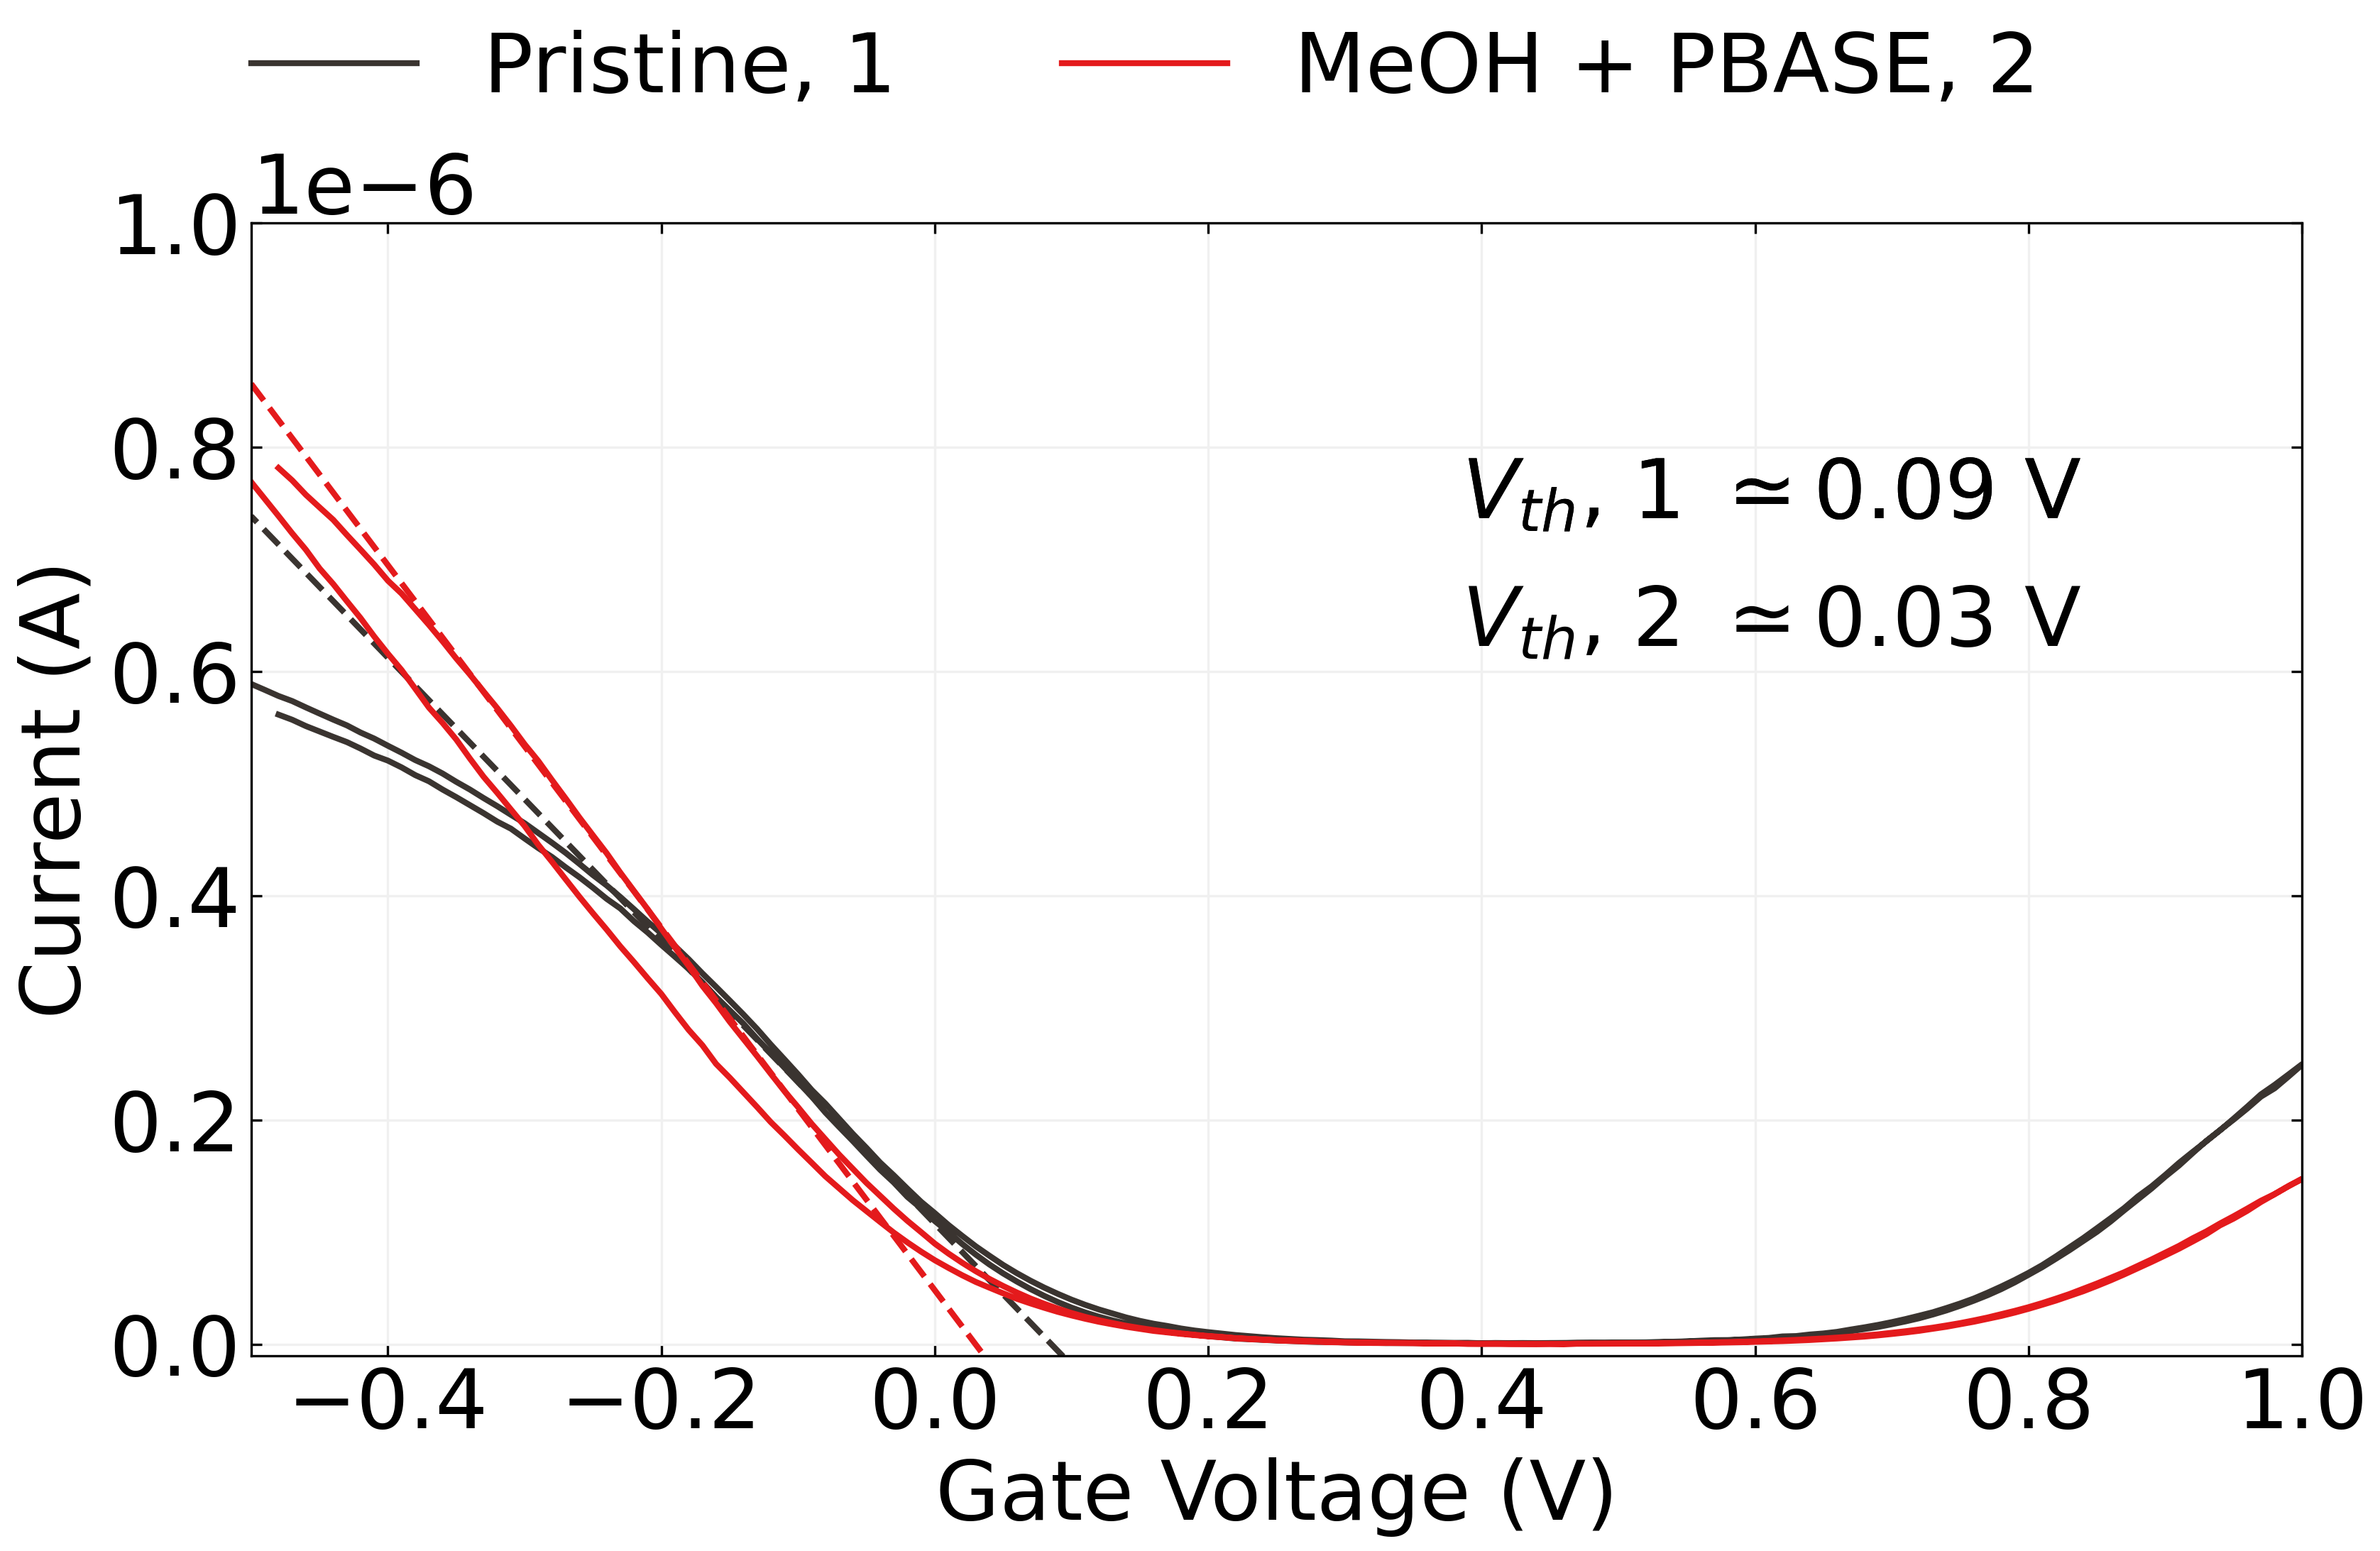 Pristine, 1
MeOH + PBASE, 2
1e−6
1.0
0.8
0.6
0.4
0.2
0.0
Current (A)
V_th, 1 ≃0.09 V
V_th, 2 ≃0.03 V
−0.4 −0.2 0.0 0.2 0.4 0.6 0.8 1.0
Gate Voltage (V)